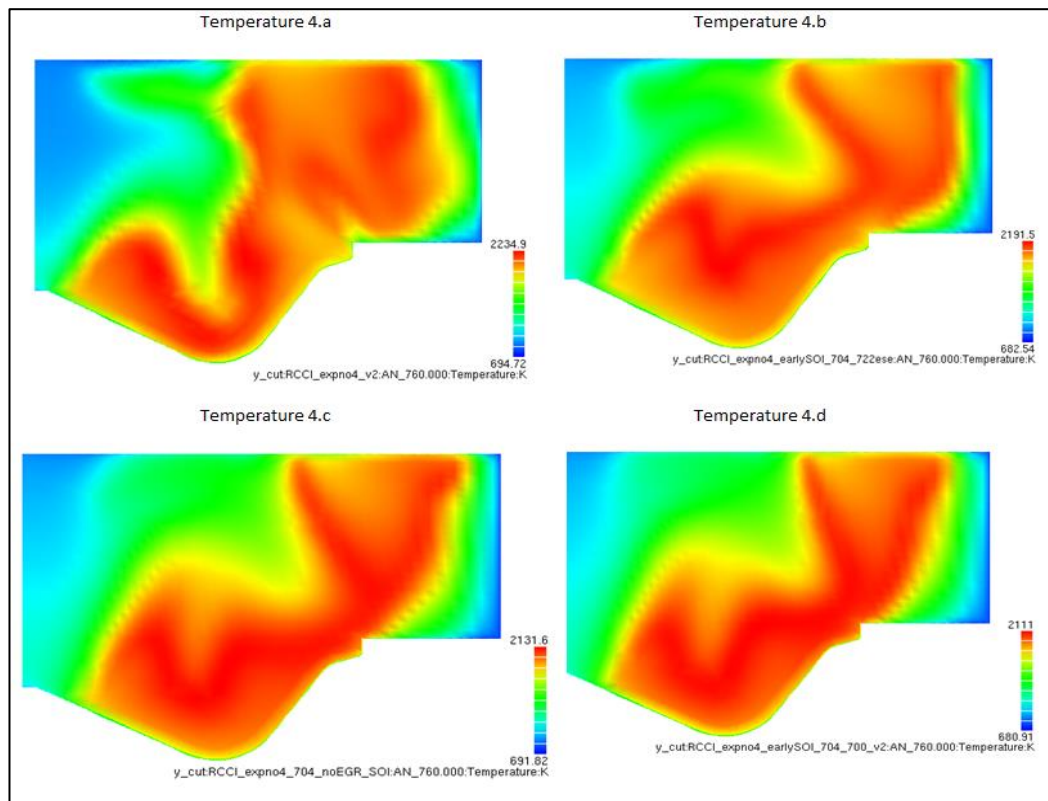 Temperature 4.a
Temperature 4.b
2234.9
694.72
y_cut:RCCI_expno4_v2:AN_760.000:Temperature:K
2191.5
682.54
y_cut:RCCI_expno4_earlySOI_704_722ese:AN_760.000:Temperature:K
Temperature 4.c
Temperature 4.d
2131.6
691.82
y_cut:RCCI_expno4_704_noEGR_SOI:AN_760.000:Temperature:K
2111
680.91
y_cut:RCCI_expno4_earlySOI_704_700_v2:AN_760.000:Temperature:K